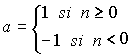 a = { 1 si n ≥ 0
-1 si n < 0